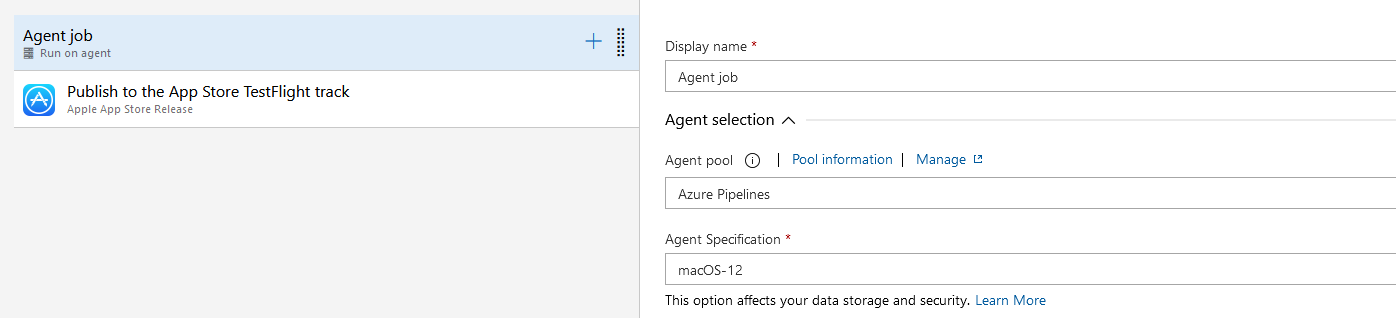 Agent job
Run on agent
Publish to the App Store TestFlight track
Apple App Store Release
Display name *
Agent job
Agent selection
Agent pool | Pool information | Manage
Azure Pipelines
Agent Specification *
macOS-12
This option affects your data storage and security. Learn More